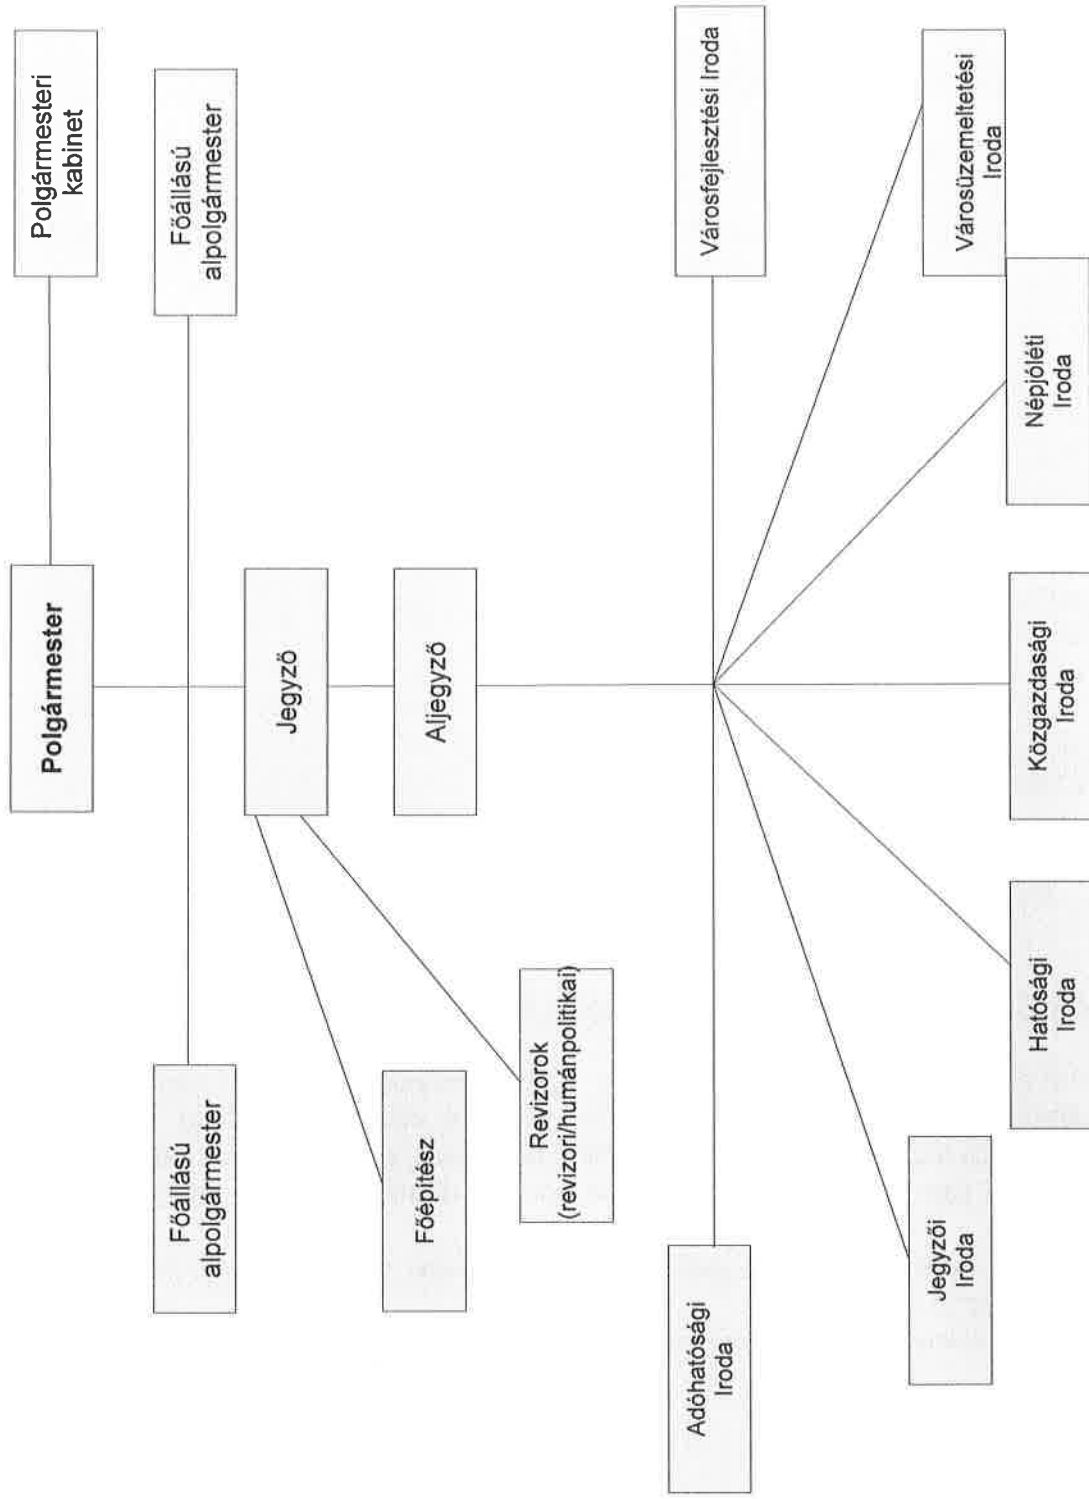 Polgármester
Polgármesteri
kabinet
Főállású
alpolgármester
Főállású
alpolgármester
Jegyző
Aljegyző
Főépítész
Revizorok
(revizori/humánpolitikai)
Adóhatósági
Iroda
Városfejlesztési Iroda
Jegyzői
Iroda
Hatósági
Iroda
Közgazdasági
Iroda
Népjóléti
Iroda
Városüzemeltetési
Iroda